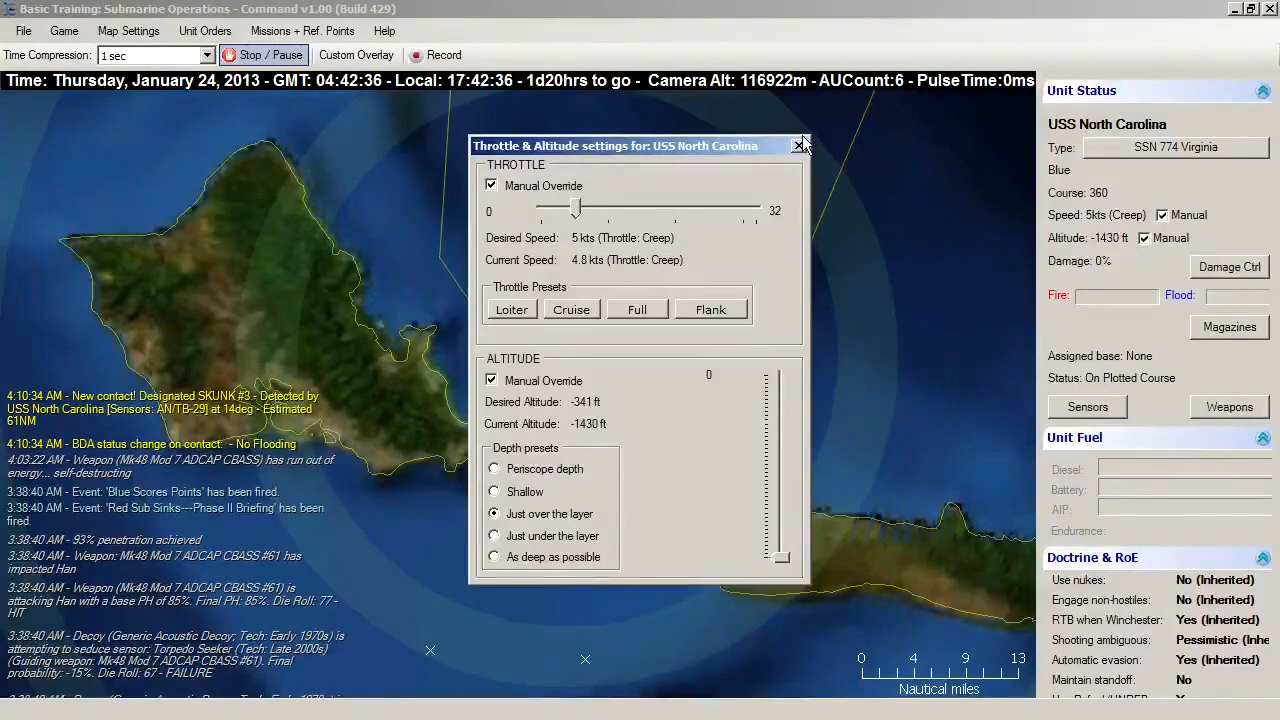 Basic Training: Submarine Operations - Command v1.00 (Build 429)
File Game Map Settings Unit Orders Missions + Ref. Points Help
Time Compression: 1 sec Stop / Pause Custom Overlay Record
Time: Thursday, January 24, 2013 - GMT: 04:42:36 - Local: 17:42:36 - 1d20hrs to go - Camera Alt: 116922m - AUCount:6 - PulseTime:0ms
Throttle & Altitude settings for: USS North Carolina
THROTTLE
Manual Override
0 32
Desired Speed: 5 kts (Throttle: Creep)
Current Speed: 4.8 kts (Throttle: Creep)
Throttle Presets
Loiter Cruise Full Flank
ALTITUDE
Manual Override 0
Desired Altitude: -341 ft
Current Altitude: -1430 ft
Depth presets
Periscope depth
Shallow
Just over the layer
Just under the layer
As deep as possible
4:10:34 AM - New contact! Designated SKUNK #3 - Detected by
USS North Carolina [Sensors: AN/TB-29] at 14deg - Estimated
61NM
4:10:34 AM - BDA status change on contact: - No Flooding
4:03:22 AM - Weapon (Mk48 Mod 7 ADCAP CBASS) has run out of
energy... self-destructing
3:38:40 AM - Event: 'Blue Scores Points' has been fired.
3:38:40 AM - Event: 'Red Sub Sinks---Phase II Briefing' has been
fired.
3:38:40 AM - 93% penetration achieved
3:38:40 AM - Weapon: Mk48 Mod 7 ADCAP CBASS #61 has
impacted Han
3:38:40 AM - Weapon (Mk48 Mod 7 ADCAP CBASS #61) is
attacking Han with a base PH of 85%. Final PH: 85%. Die Roll: 77 -
HIT
3:38:40 AM - Decoy (Generic Acoustic Decoy; Tech: Early 1970s) is
attempting to seduce sensor: Torpedo Seeker (Tech: Late 2000s)
(Guiding weapon: Mk48 Mod 7 ADCAP CBASS #61). Final
probability: -15%. Die Roll: 67 - FAILURE
0 4 9 13
Nautical miles
Unit Status
USS North Carolina
Type: SSN 774 Virginia
Blue
Course: 360
Speed: 5kts (Creep) Manual
Altitude: -1430 ft Manual
Damage: 0% Damage Ctrl
Fire: Flood:
Magazines
Assigned base: None
Status: On Plotted Course
Sensors Weapons
Unit Fuel
Diesel:
Battery:
AIP:
Endurance:
Doctrine & RoE
Use nukes: No (Inherited)
Engage non-hostiles: No (Inherited)
RTB when Winchester: Yes (Inherited)
Shooting ambiguous: Pessimistic (Inhe
Automatic evasion: Yes (Inherited)
Maintain standoff: No